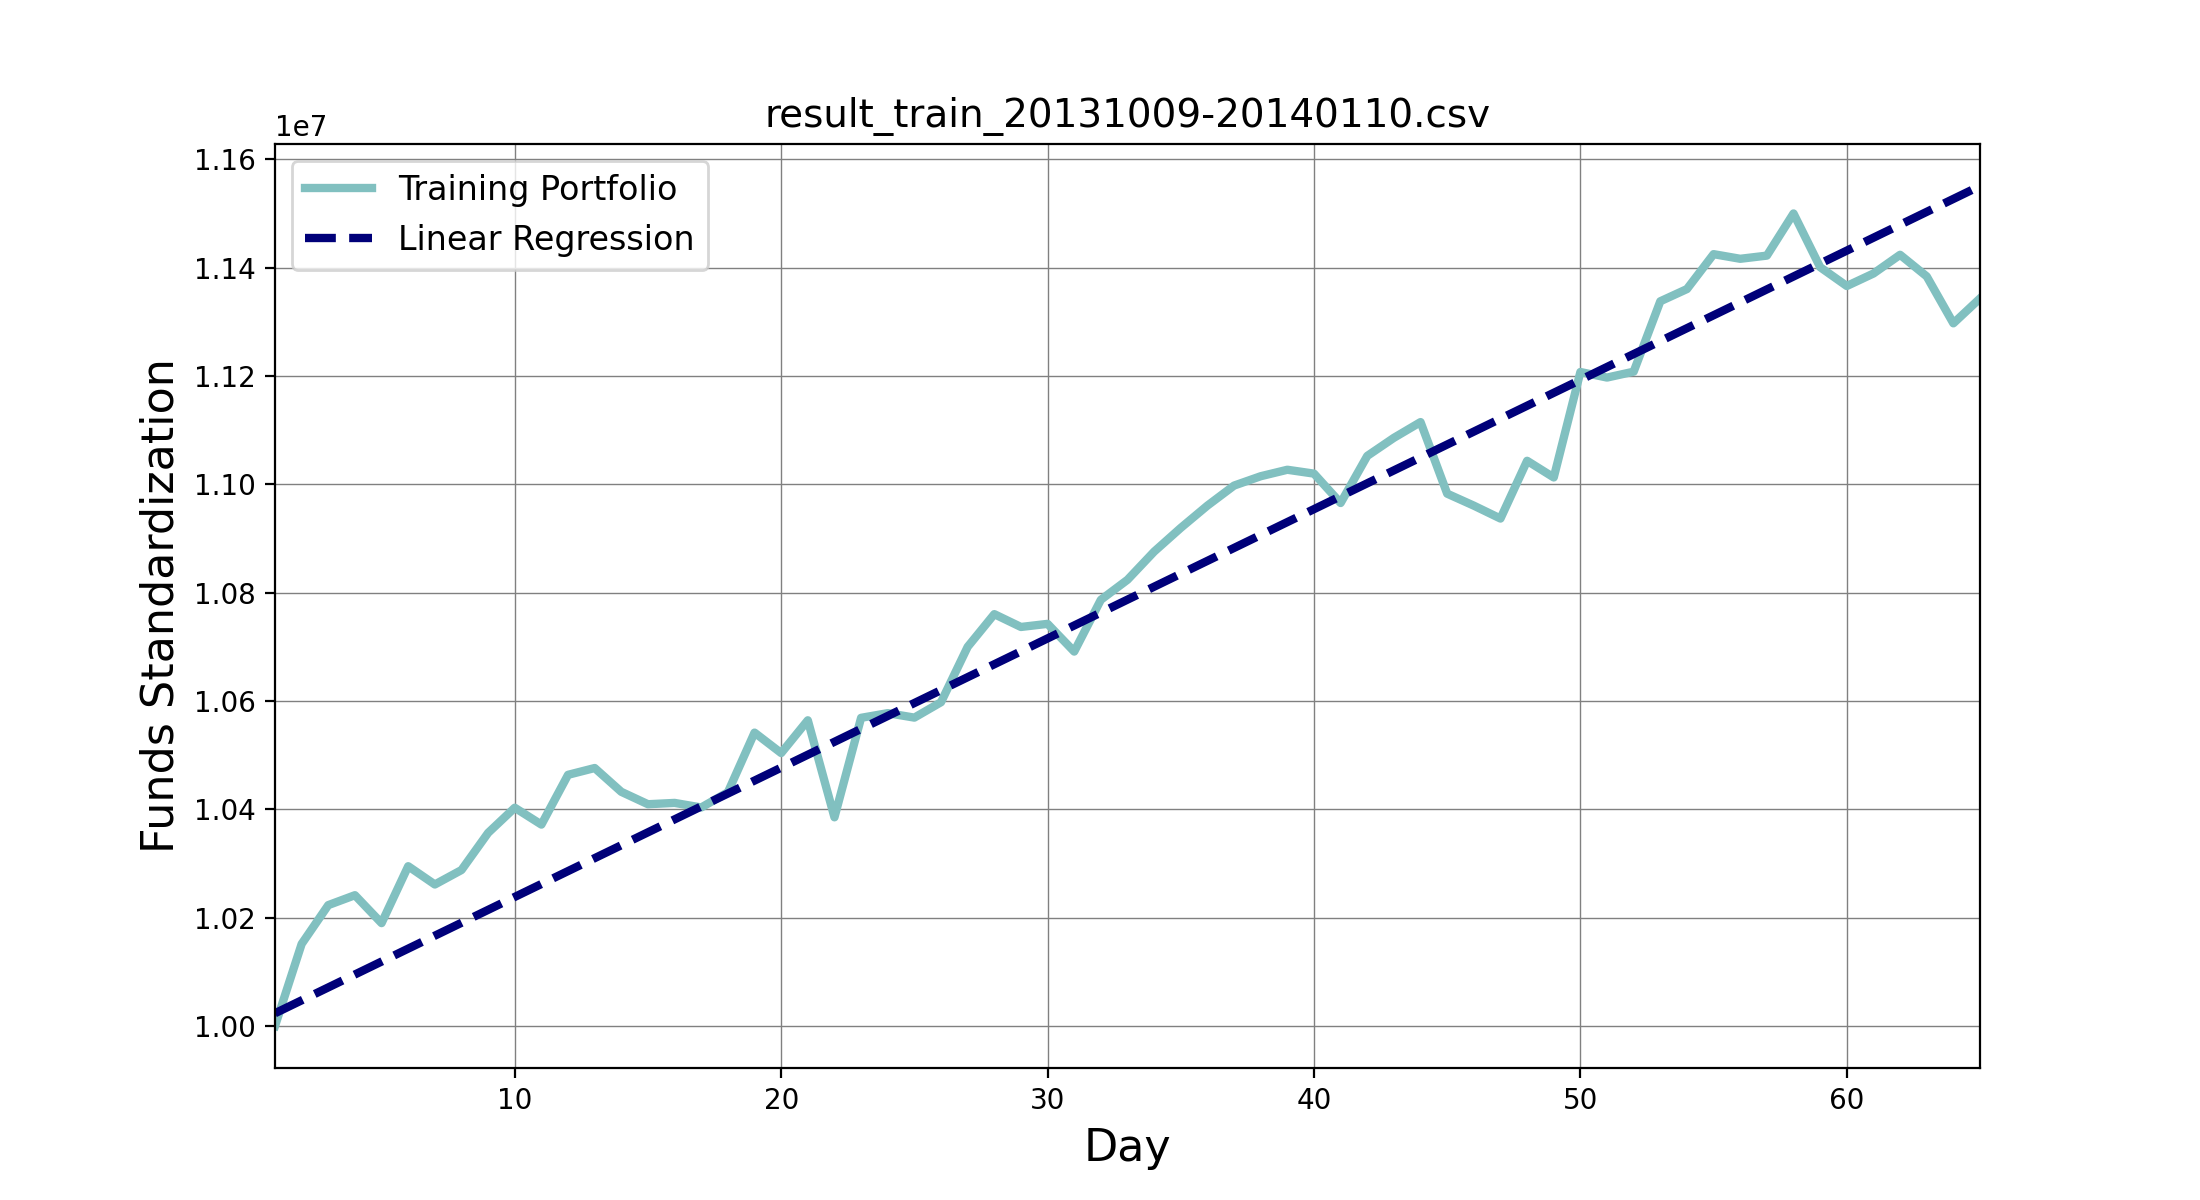 result_train_20131009-20140110.csv
1e7
1.16
1.14
1.12
1.10
1.08
1.06
1.04
1.02
1.00
Funds Standardization
Training Portfolio
Linear Regression
10 20 30 40 50 60
Day